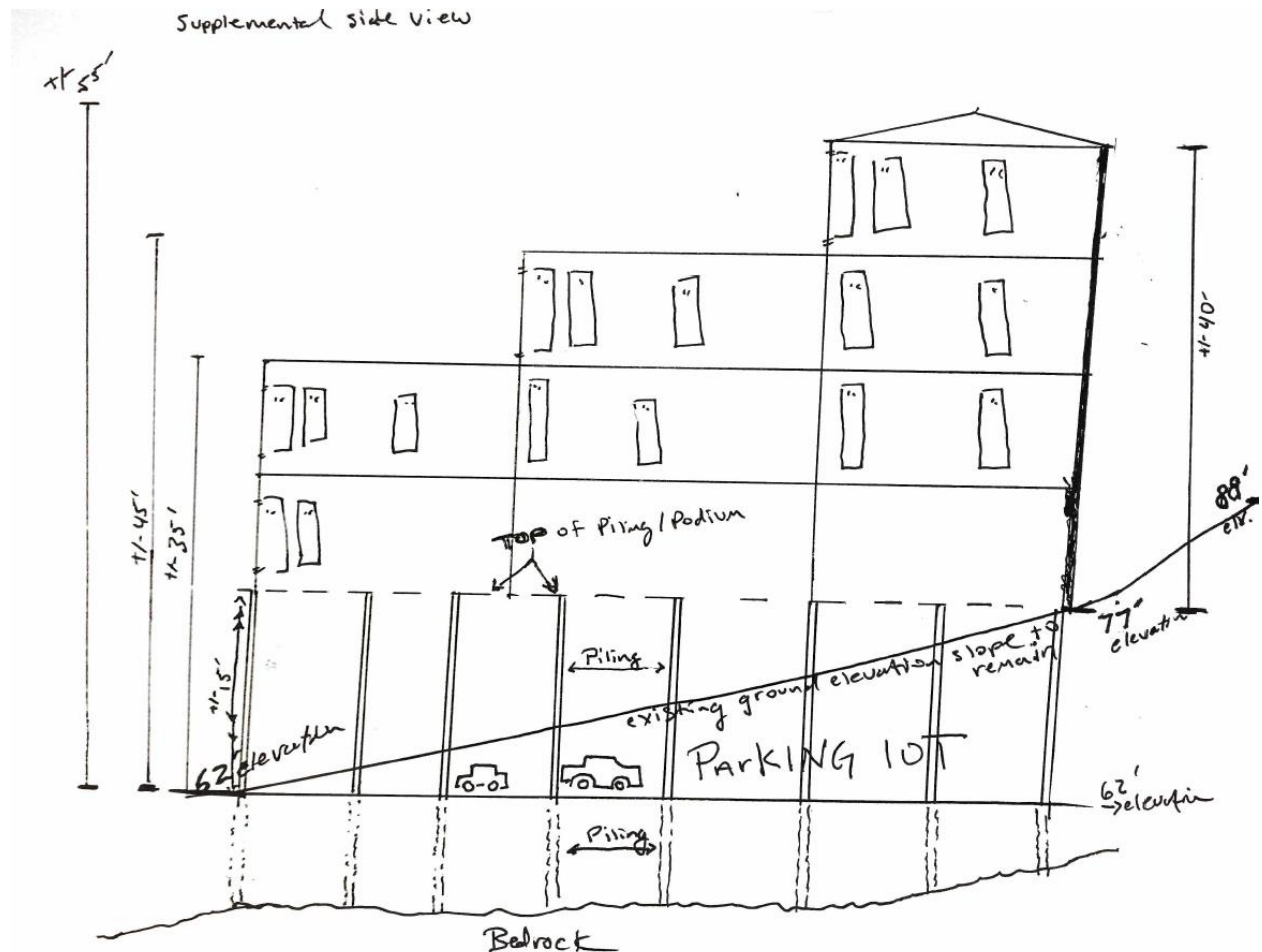 Supplemental side view
+/- 55'
+/- 45'
+/- 35'
+/- 40'
88'
elv.
TOP of Piling/Podium
77'
elevation
+/- 15'
Piling
existing ground elevation slope to
remain
62' elevation
PARKING LOT
62'
elevation
Piling
Bedrock